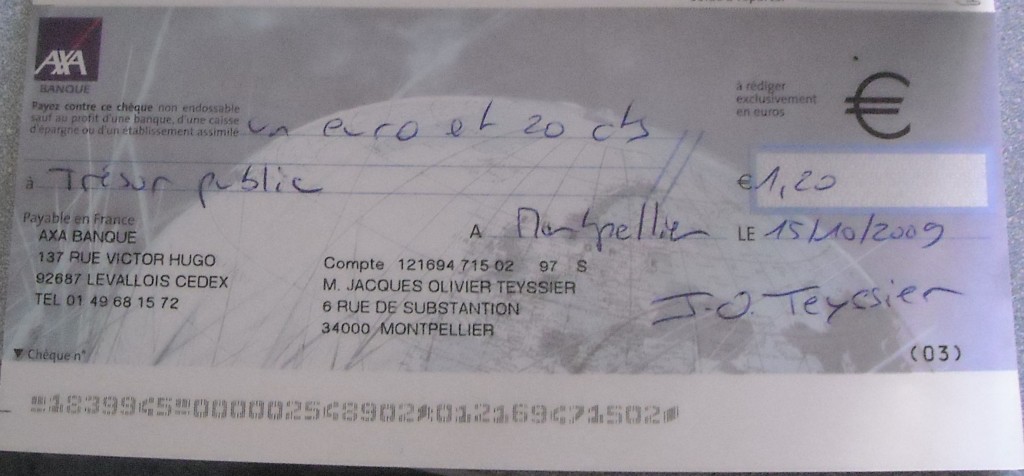 AXA
BANQUE
Payez contre ce chèque non endossable
sauf au profit d'une banque, d'une caisse
d'épargne ou d'un établissement assimilé un euro et 20 cts
à rédiger
exclusivement
en euros
€
à Trésor public
€ 1,20
Payable en France
AXA BANQUE
137 RUE VICTOR HUGO
92687 LEVALLOIS CEDEX
TEL 01 49 68 15 72
A Montpellier LE 15/10/2009
Compte 121694 715 02 97 S
M. JACQUES OLIVIER TEYSSIER
6 RUE DE SUBSTANTION
34000 MONTPELLIER
J-O. Teyssier
(03)
▼ Chèque n°
⑈1839945⑈000002548902⑆012169471502⑈